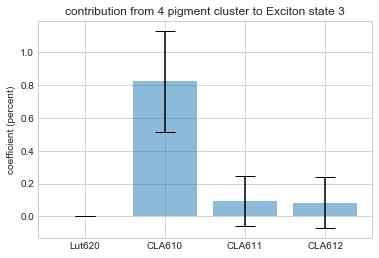 contribution from 4 pigment cluster to Exciton state 3
coefficient (percent)
1.0
0.8
0.6
0.4
0.2
0.0
Lut620 CLA610 CLA611 CLA612